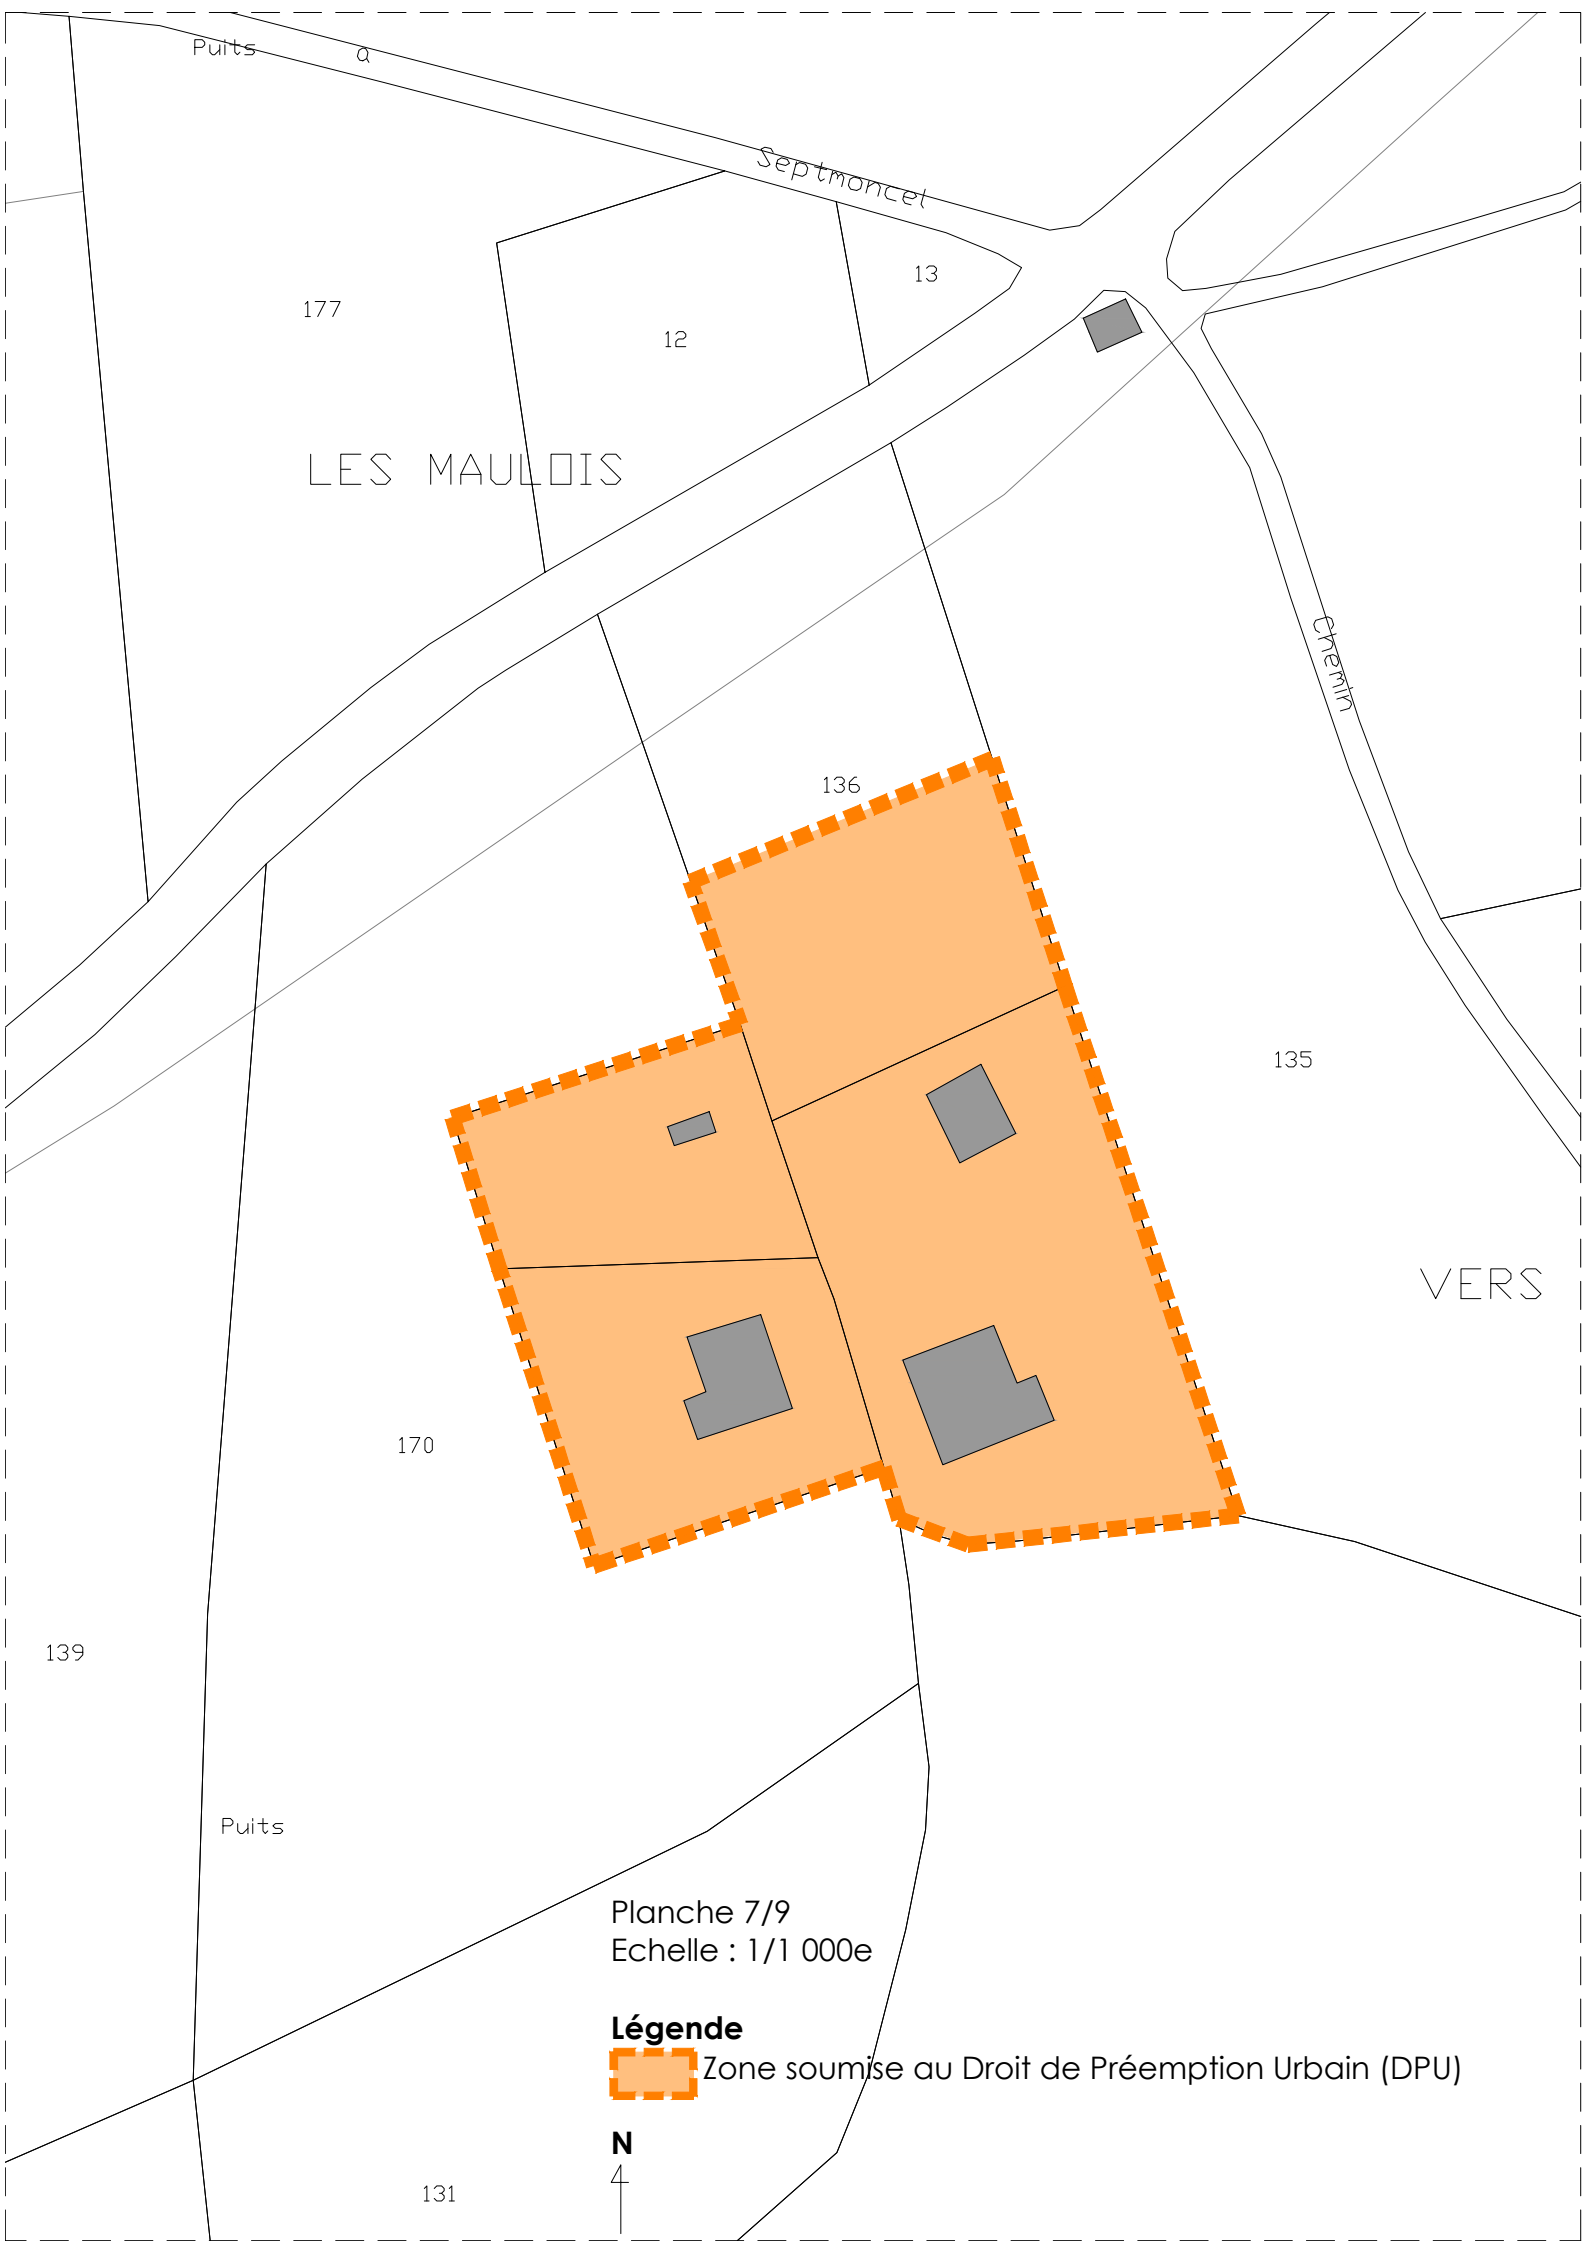 Puits
a
Septmoncel
13
177
12
LES MAULOIS
Chemin
136
135
VERS
170
139
Puits
Planche 7/9
Echelle : 1/1 000e
Légende
Zone soumise au Droit de Préemption Urbain (DPU)
N
131